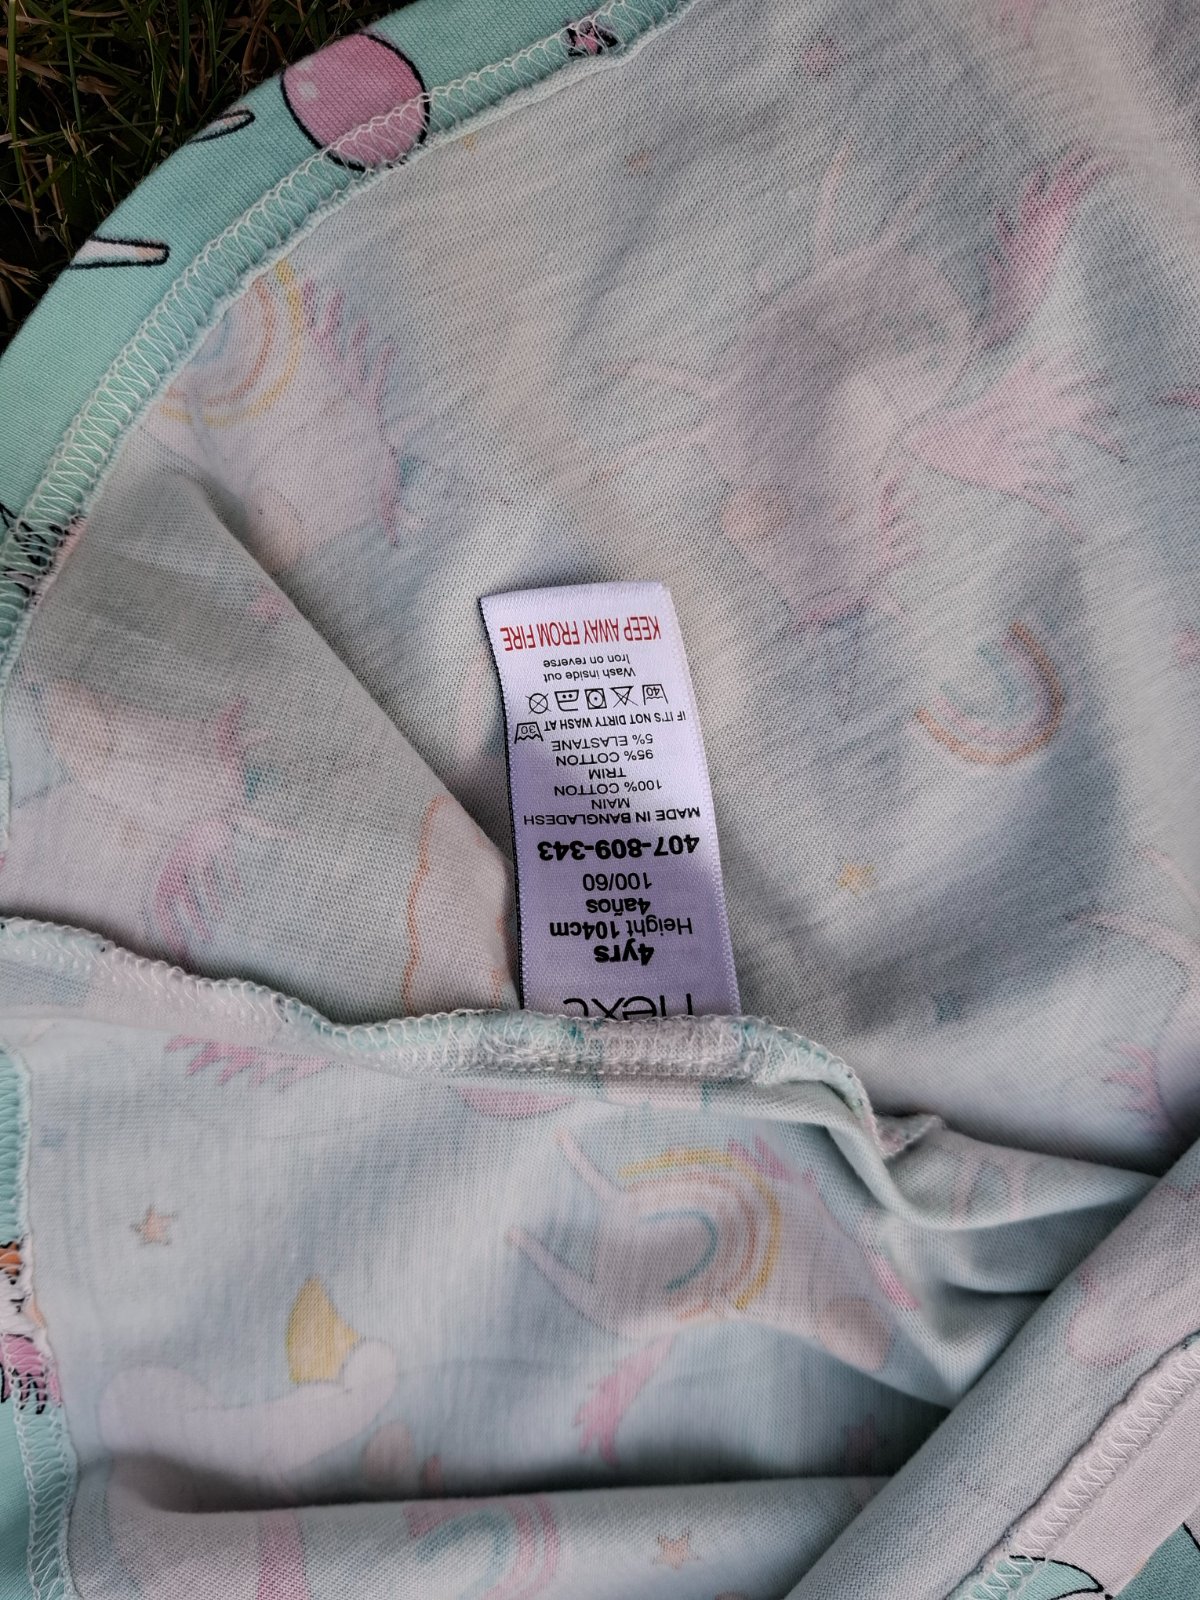 next
4yrs
Height 104cm
4años
100/60
407-809-343
MADE IN BANGLADESH
MAIN
100% COTTON
TRIM
95% COTTON
5% ELASTANE
IF IT'S NOT DIRTY WASH AT 30
40
Wash inside out
Iron on reverse
KEEP AWAY FROM FIRE